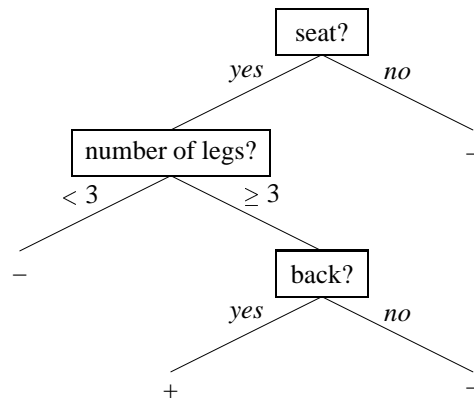 seat?
yes no
number of legs? –
< 3 ≥ 3
– back?
yes no
+ –